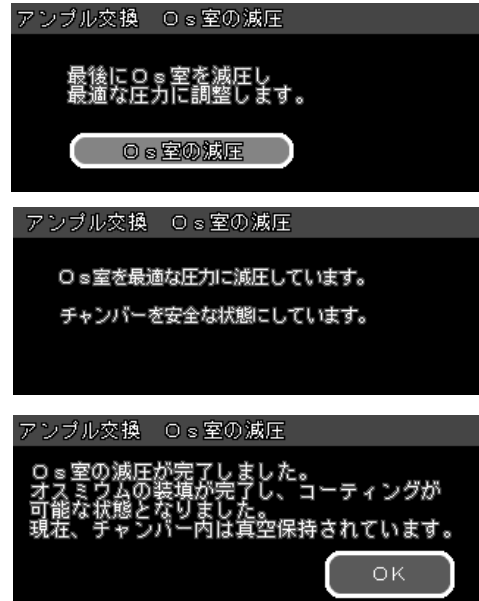 アンプル交換　Ｏｓ室の減圧
最後にＯｓ室を減圧し
最適な圧力に調整します。
Ｏｓ室の減圧
アンプル交換　Ｏｓ室の減圧
Ｏｓ室を最適な圧力に減圧しています。
チャンバーを安全な状態にしています。
アンプル交換　Ｏｓ室の減圧
Ｏｓ室の減圧が完了しました。
オスミウムの装填が完了し、コーティングが
可能な状態となりました。
現在、チャンバー内は真空保持されています。
ＯＫ